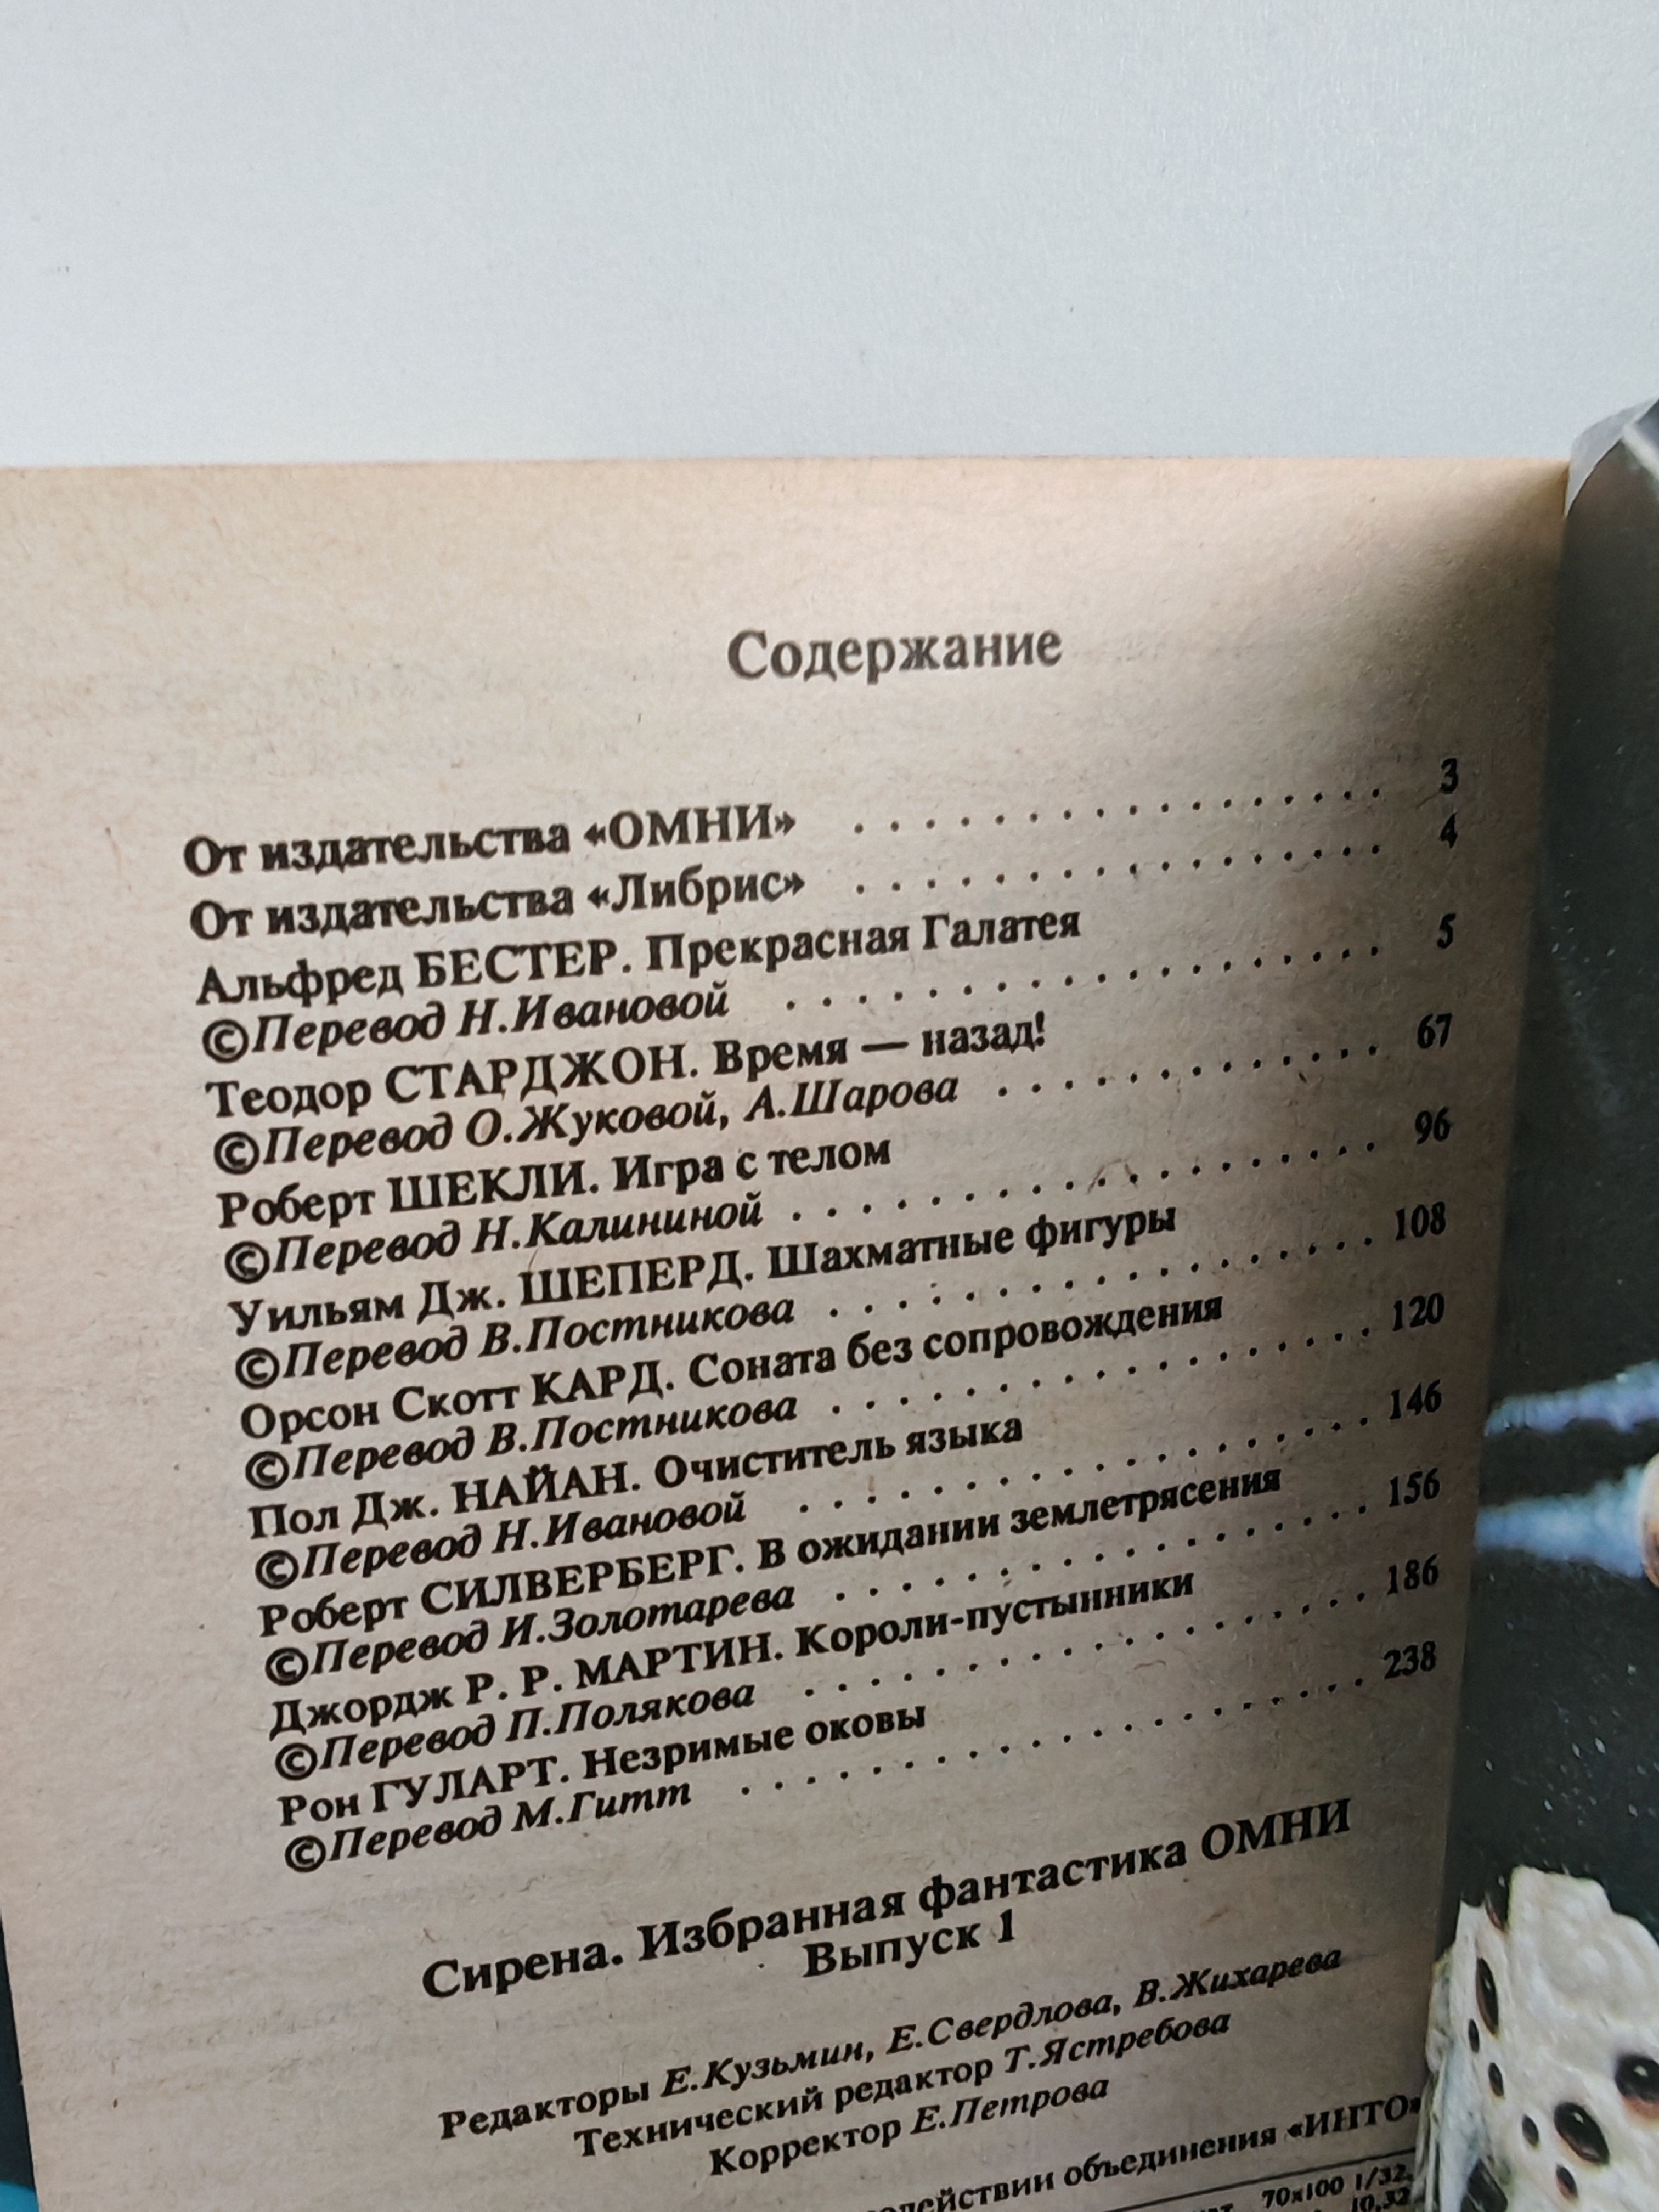 Содержание
От издательства «ОМНИ» . . . . . . . . . . . . . . . . 3
От издательства «Либрис» . . . . . . . . . . . . . . . . 4
Альфред БЕСТЕР. Прекрасная Галатея
©Перевод Н.Ивановой . . . . . . . . . . . . . . . . . . 5
Теодор СТАРДЖОН. Время — назад!
©Перевод О.Жуковой, А.Шарова . . . . . . . . . . . . 67
Роберт ШЕКЛИ. Игра с телом
©Перевод Н.Калининой . . . . . . . . . . . . . . . . . . 96
Уильям Дж. ШЕПЕРД. Шахматные фигуры
©Перевод В.Постникова . . . . . . . . . . . . . . . . . 108
Орсон Скотт КАРД. Соната без сопровождения
©Перевод В.Постникова . . . . . . . . . . . . . . . . . 120
Пол Дж. НАЙАН. Очиститель языка
©Перевод Н.Ивановой . . . . . . . . . . . . . . . . . . 146
Роберт СИЛВЕРБЕРГ. В ожидании землетрясения
©Перевод И.Золотарева . . . . . . . . . . . . . . . . . 156
Джордж Р. Р. МАРТИН. Короли-пустынники
©Перевод П.Полякова . . . . . . . . . . . . . . . . . . 186
Рон ГУЛАРТ. Незримые оковы
©Перевод М.Гитт . . . . . . . . . . . . . . . . . . . . 238
Сирена. Избранная фантастика ОМНИ
Выпуск 1
Редакторы Е.Кузьмин, Е.Свердлова, В.Жихарева
Технический редактор Т.Ястребова
Корректор Е.Петрова
объединения «ИНТО»
70х100 1/32.
10,32